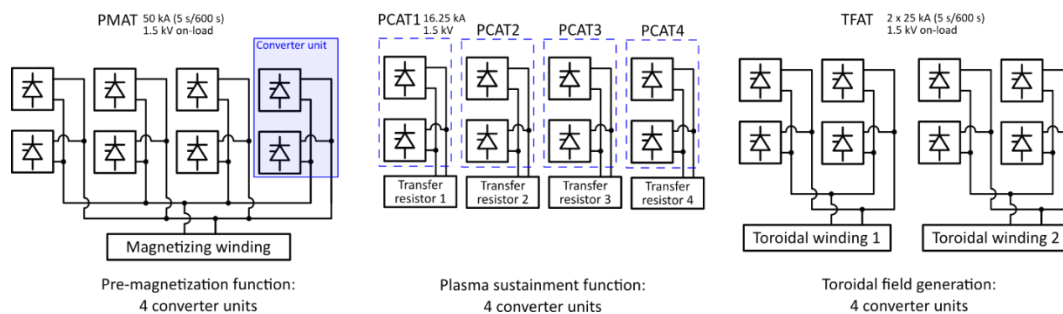 PMAT 50 kA (5 s/600 s)
1.5 kV on-load
Converter unit
Magnetizing winding
Pre-magnetization function:
4 converter units
PCAT1 16.25 kA
1.5 kV
PCAT2
PCAT3
PCAT4
Transfer
resistor 1
Transfer
resistor 2
Transfer
resistor 3
Transfer
resistor 4
Plasma sustainment function:
4 converter units
TFAT 2 x 25 kA (5 s/600 s)
1.5 kV on-load
Toroidal winding 1
Toroidal winding 2
Toroidal field generation:
4 converter units